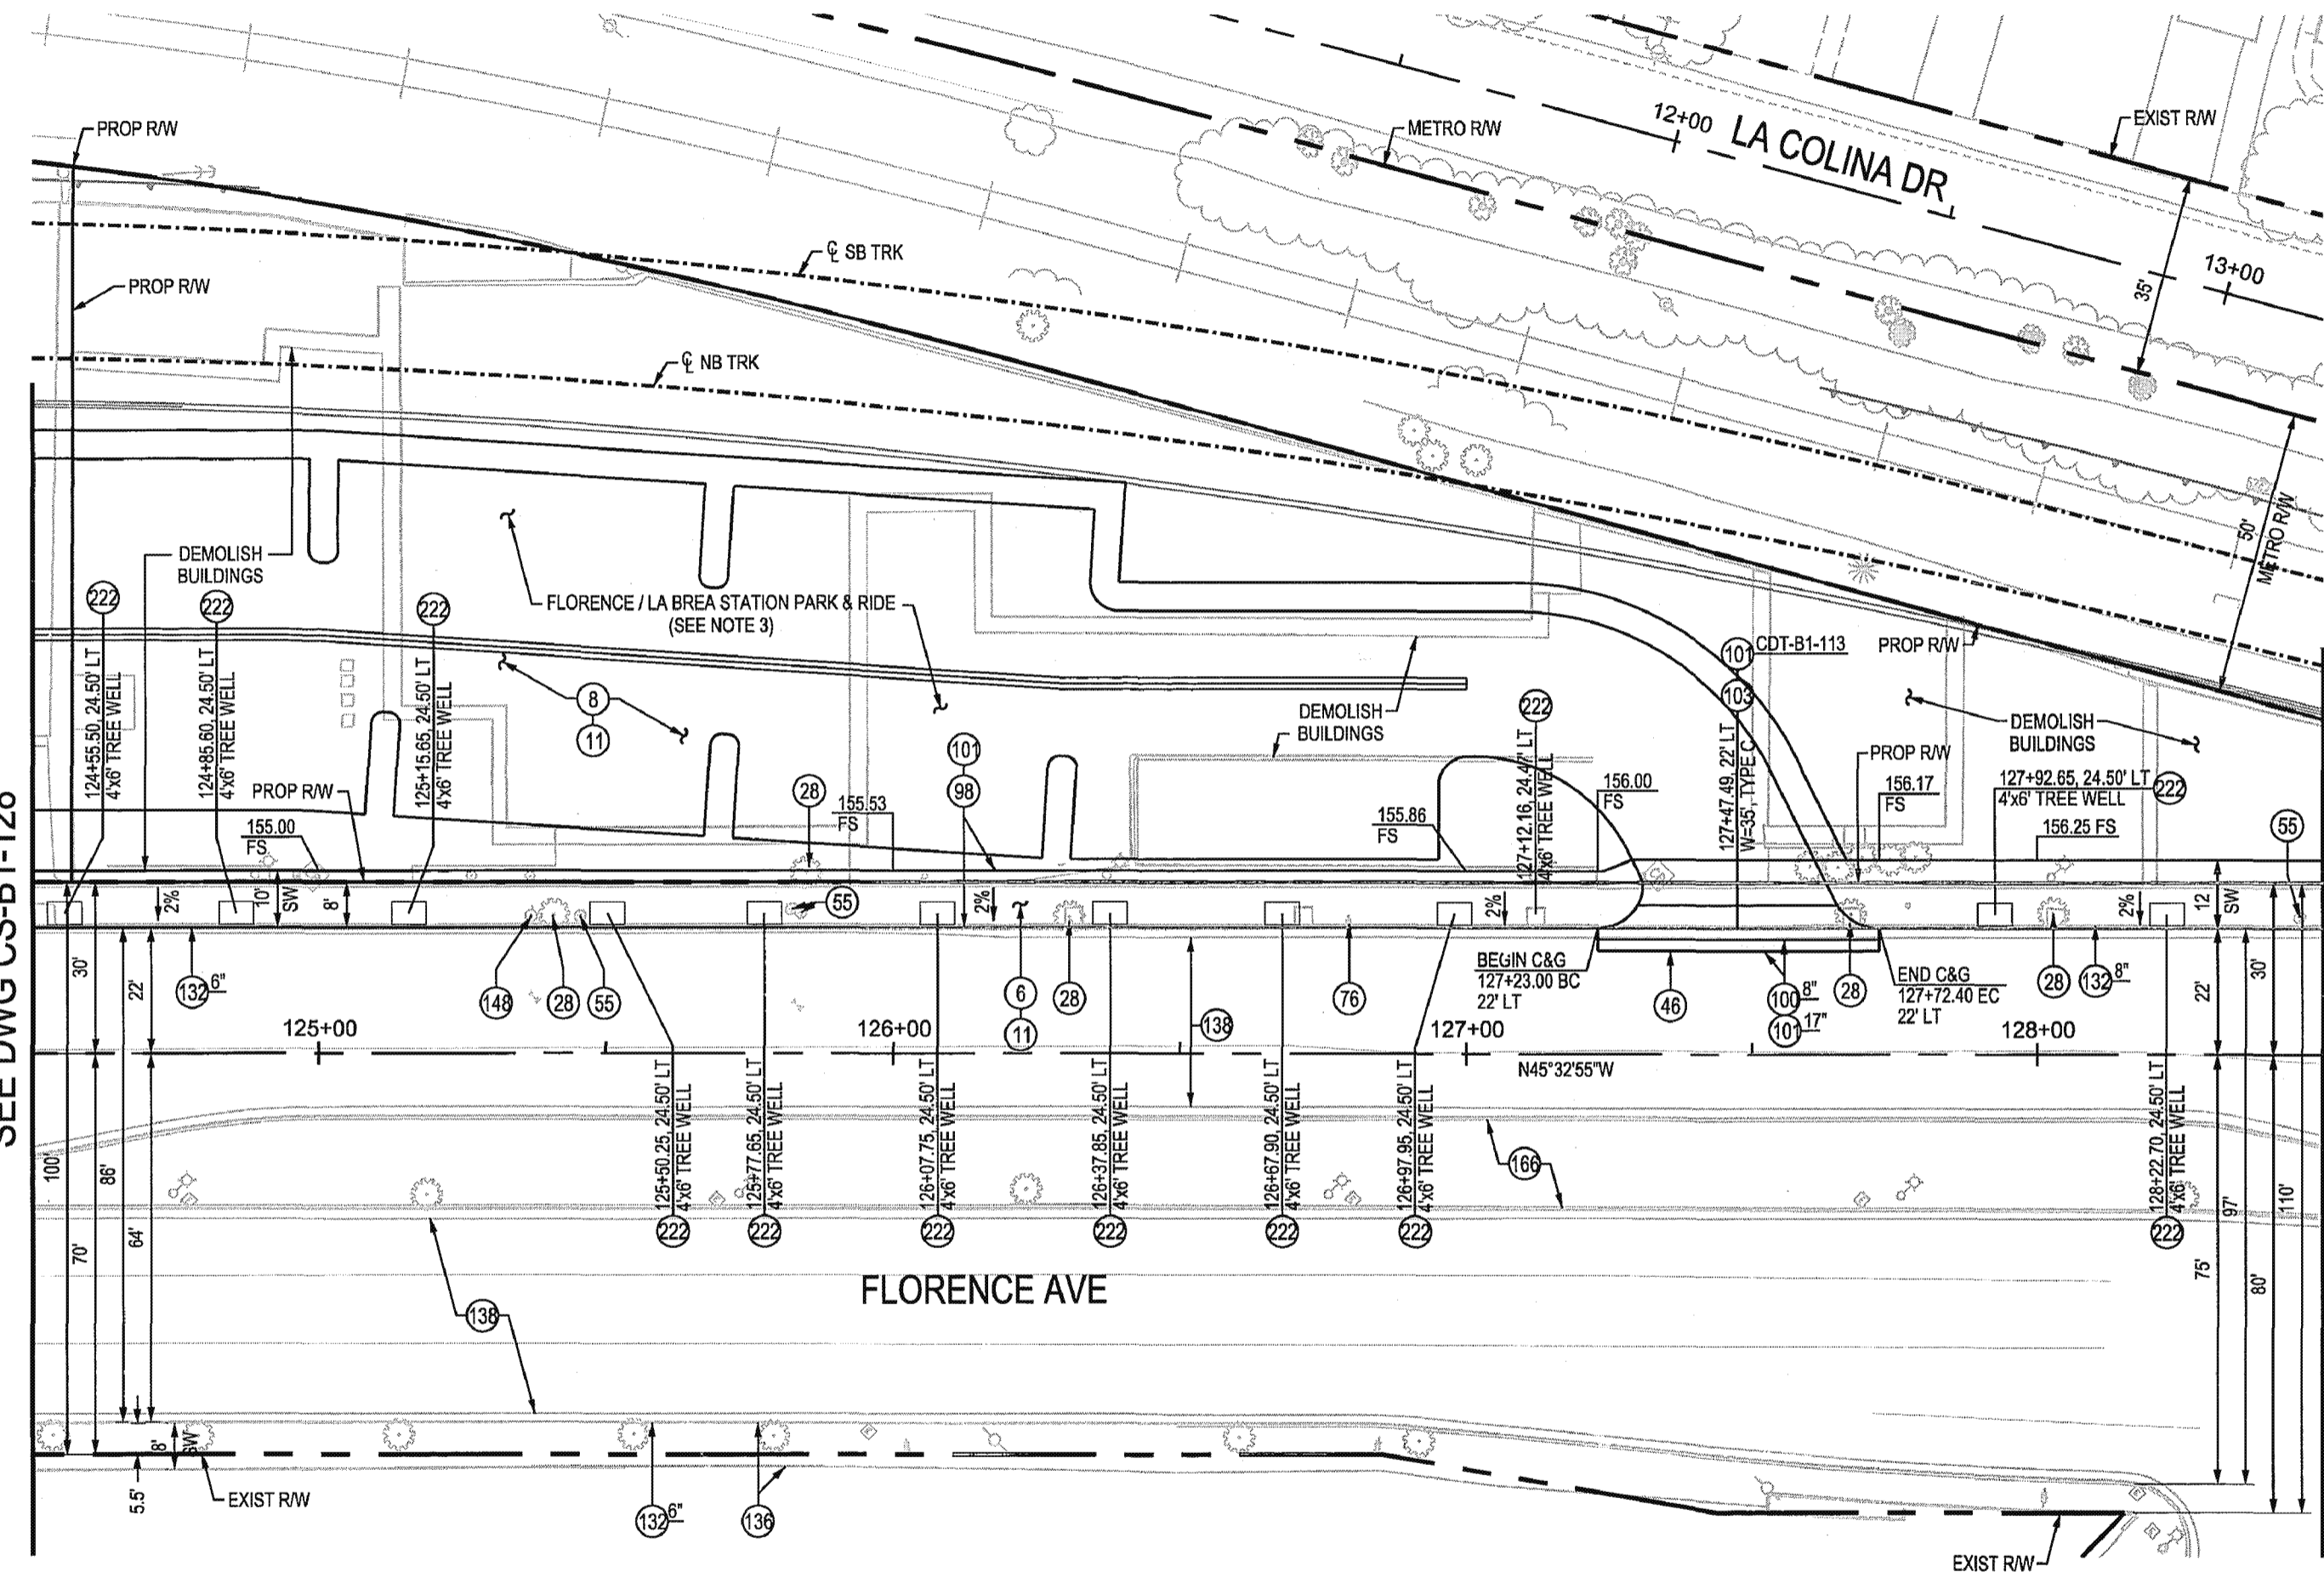 PROP R/W
METRO R/W
12+00
LA COLINA DR
EXIST R/W
13+00
35'
℄ SB TRK
PROP R/W
℄ NB TRK
50'
METRO R/W
DEMOLISH
BUILDINGS
FLORENCE / LA BREA STATION PARK & RIDE
(SEE NOTE 3)
222
124+55.50, 24.50' LT
4'x6' TREE WELL
222
124+85.60, 24.50' LT
4'x6' TREE WELL
222
125+15.65, 24.50' LT
4'x6' TREE WELL
8
11
101
98
DEMOLISH
BUILDINGS
222
127+12.16, 24.47' LT
4'x6' TREE WELL
101
CDT-B1-113
103
127+47.49, 22' LT
W=35', TYPE C
PROP R/W
DEMOLISH
BUILDINGS
PROP R/W
127+92.65, 24.50' LT
4'x6' TREE WELL
222
PROP R/W
155.00
FS
28
155.53
FS
155.86
FS
156.00
FS
156.17
FS
156.25 FS
55
2%
10'
SW
8'
55
2%
2%
2%
12
SW
30'
22'
132
6"
148
28
55
6
11
28
138
76
BEGIN C&G
127+23.00 BC
22' LT
46
100
8"
101
17"
28
END C&G
127+72.40 EC
22' LT
28
132
8"
22'
30'
125+00
126+00
127+00
128+00
N45°32'55"W
125+50.25, 24.50' LT
4'x6' TREE WELL
222
125+77.65, 24.50' LT
4'x6' TREE WELL
222
126+07.75, 24.50' LT
4'x6' TREE WELL
222
126+37.85, 24.50' LT
4'x6' TREE WELL
222
126+67.90, 24.50' LT
4'x6' TREE WELL
222
126+97.95, 24.50' LT
4'x6' TREE WELL
222
128+22.70, 24.50' LT
4'x6' TREE WELL
222
166
100'
70'
86'
64'
75'
97'
80'
110'
FLORENCE AVE
138
8'
SW
5.5'
EXIST R/W
132
6"
136
EXIST R/W